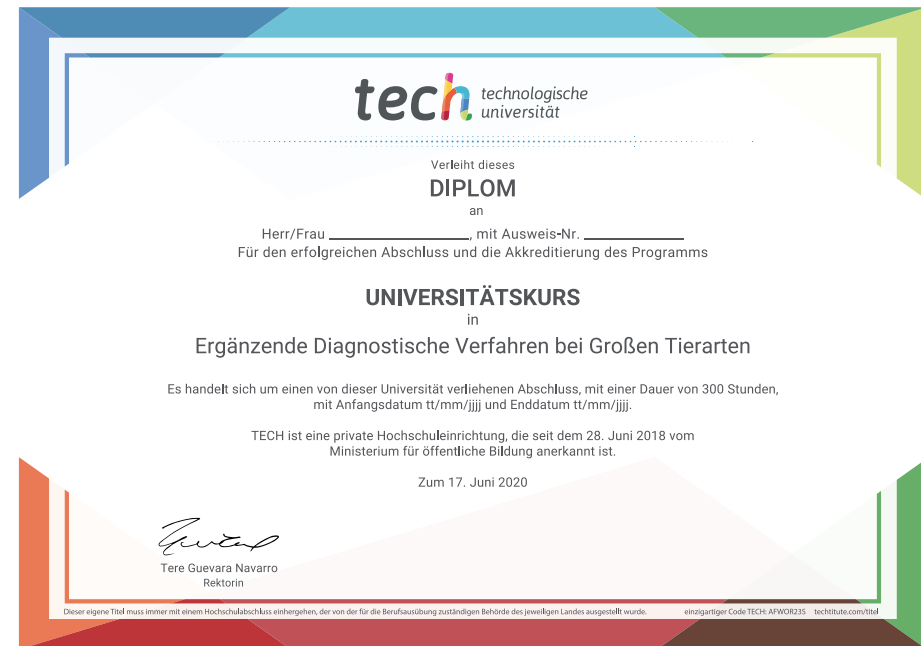 tech technologische
universität
Verleiht dieses
DIPLOM
an
Herr/Frau ____________________, mit Ausweis-Nr. ______________
Für den erfolgreichen Abschluss und die Akkreditierung des Programms
UNIVERSITÄTSKURS
in
Ergänzende Diagnostische Verfahren bei Großen Tierarten
Es handelt sich um einen von dieser Universität verliehenen Abschluss, mit einer Dauer von 300 Stunden,
mit Anfangsdatum tt/mm/jjjj und Enddatum tt/mm/jjjj.
TECH ist eine private Hochschuleinrichtung, die seit dem 28. Juni 2018 vom
Ministerium für öffentliche Bildung anerkannt ist.
Zum 17. Juni 2020
Tere Guevara Navarro
Rektorin
Dieser eigene Titel muss immer mit einem Hochschulabschluss einhergehen, der von der für die Berufsausübung zuständigen Behörde des jeweiligen Landes ausgestellt wurde. einzigartiger Code TECH: AFWOR23S techtitute.com/titel